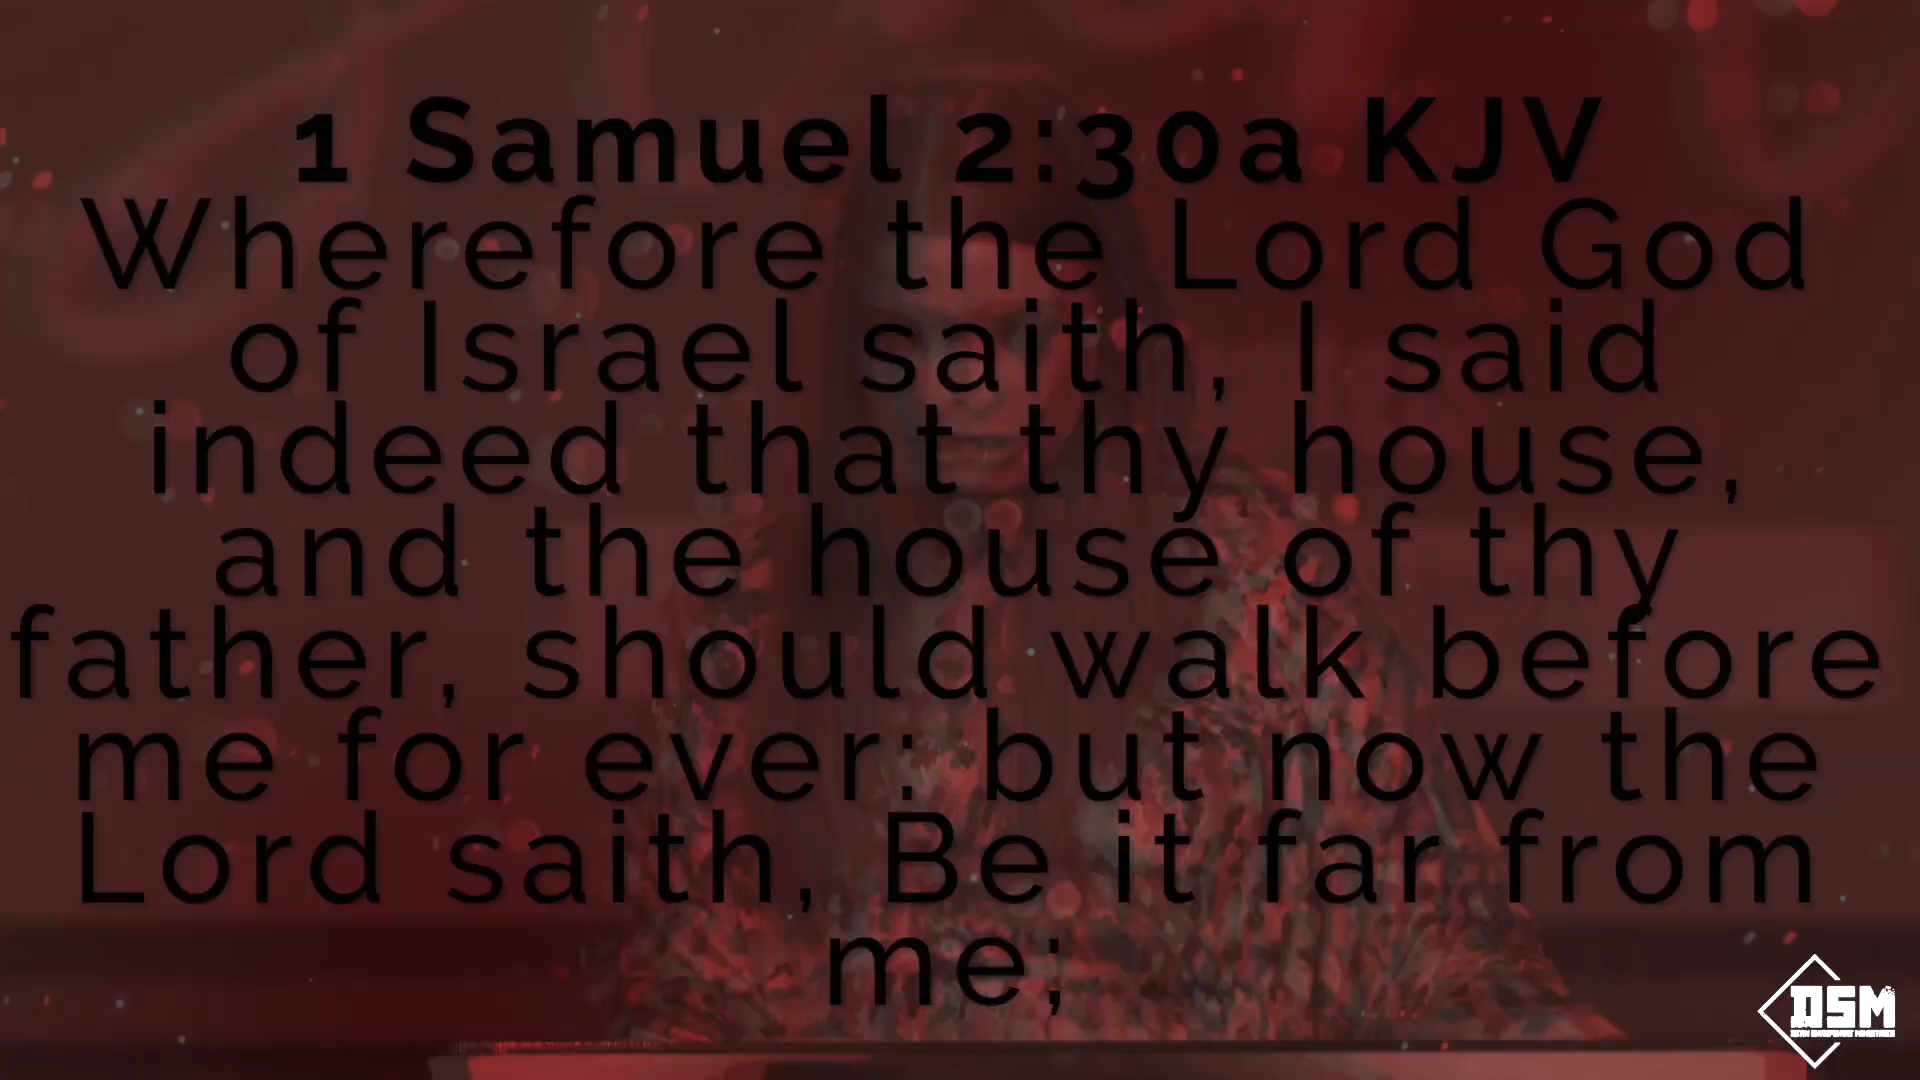 1 Samuel 2:30a KJV
Wherefore the Lord God
of Israel saith, I said
indeed that thy house,
and the house of thy
father, should walk before
me for ever: but now the
Lord saith, Be it far from
me;
DSM